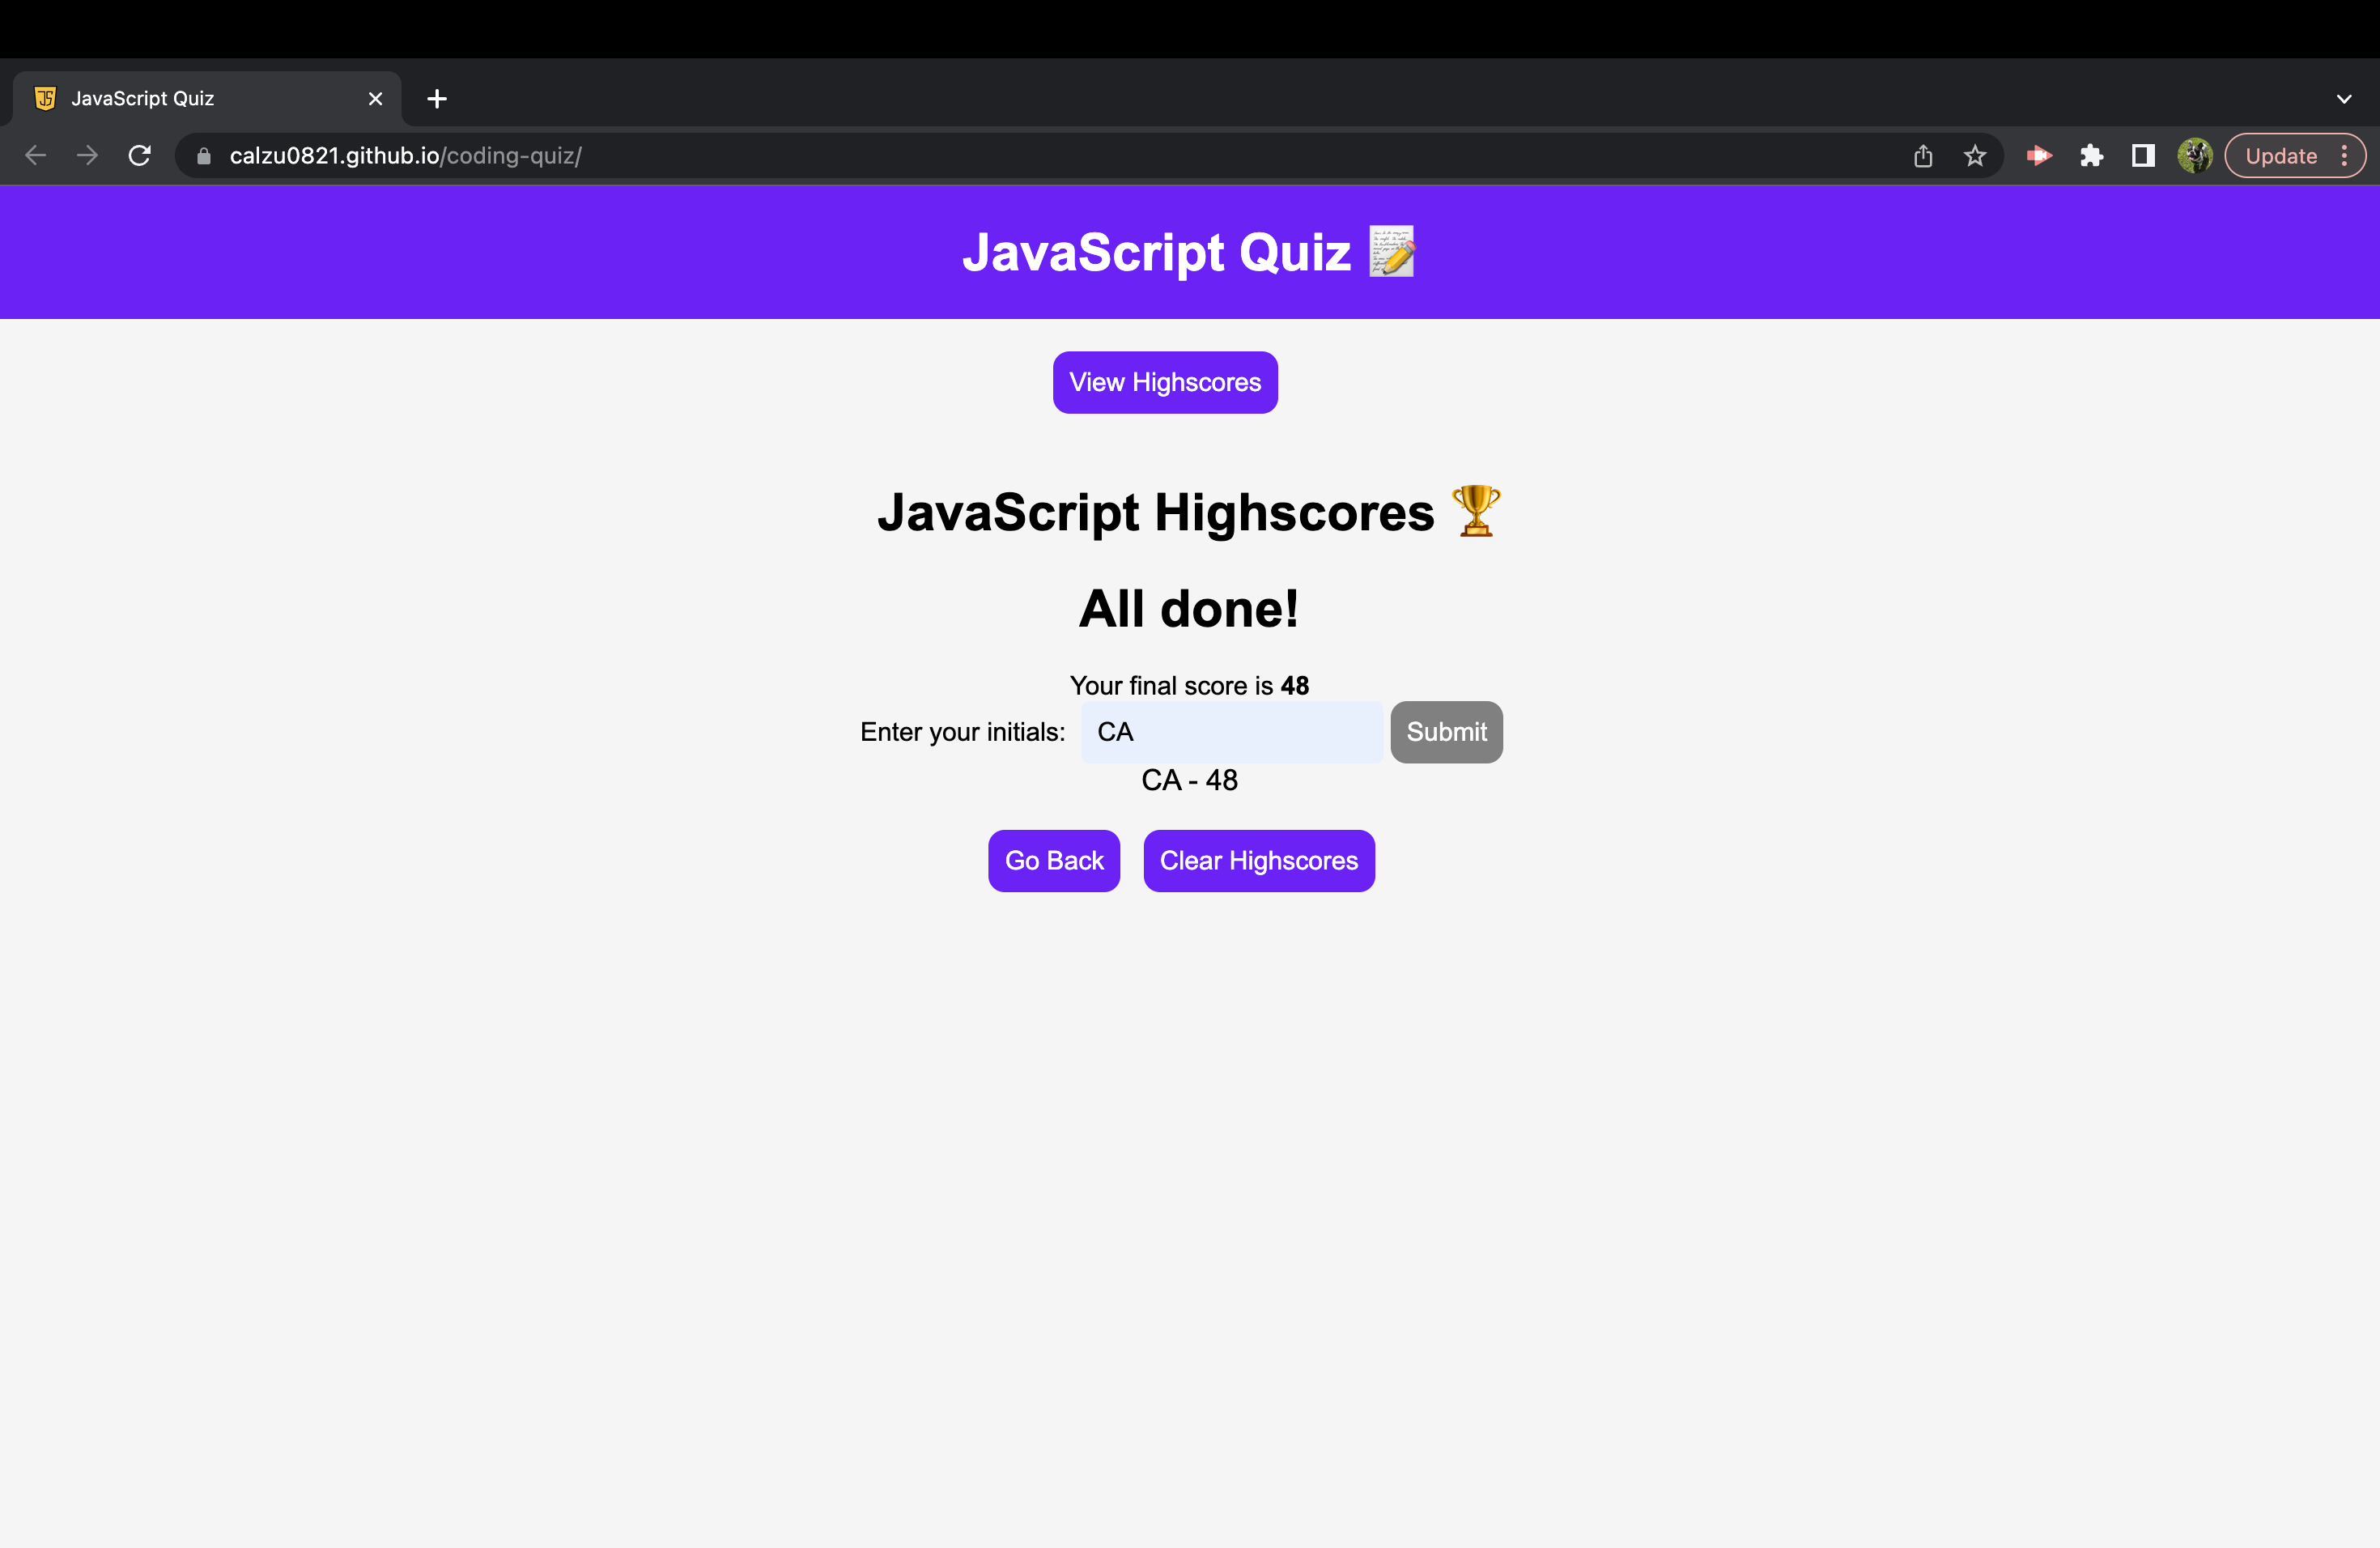 JavaScript Quiz
calzu0821.github.io/coding-quiz/
Update
JavaScript Quiz 📝
View Highscores
JavaScript Highscores 🏆
All done!
Your final score is 48
Enter your initials: CA Submit
CA - 48
Go Back Clear Highscores